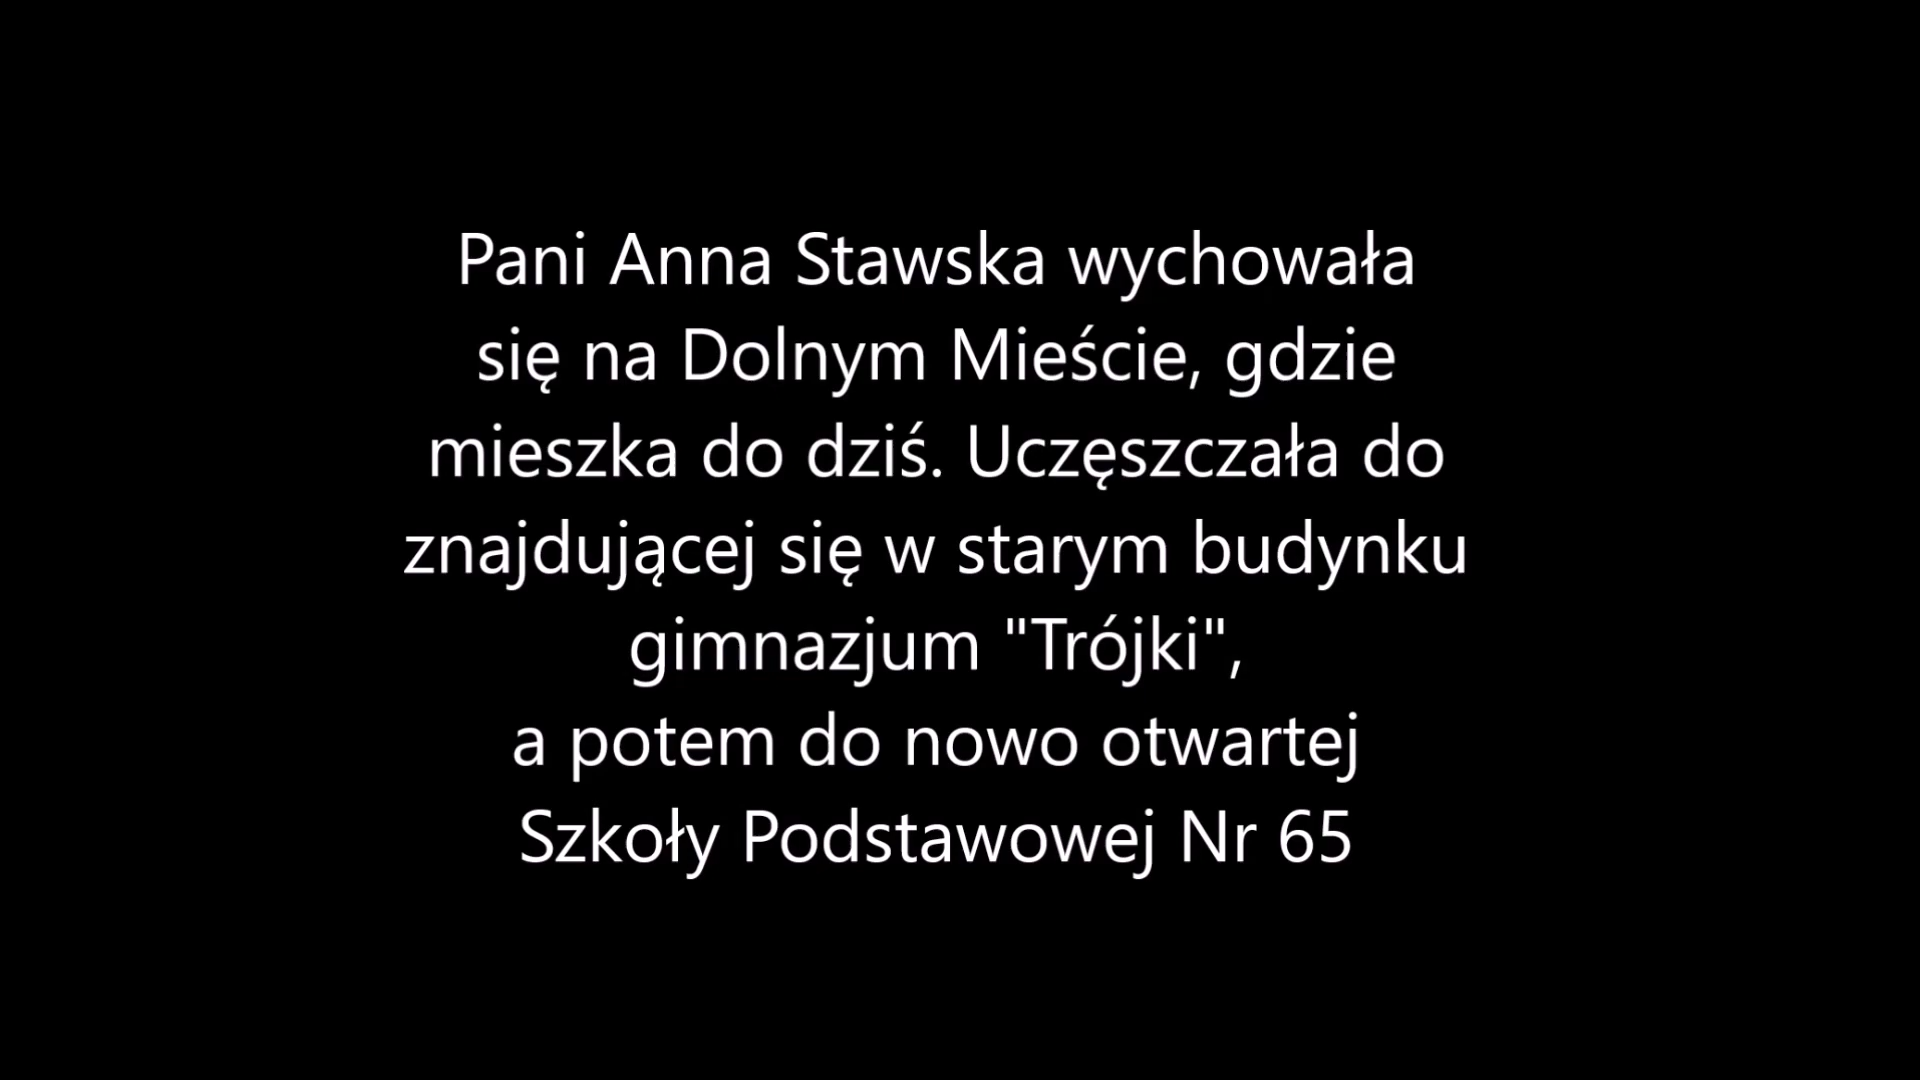 Pani Anna Stawska wychowała
się na Dolnym Mieście, gdzie
mieszka do dziś. Uczęszczała do
znajdującej się w starym budynku
gimnazjum "Trójki",
a potem do nowo otwartej
Szkoły Podstawowej Nr 65